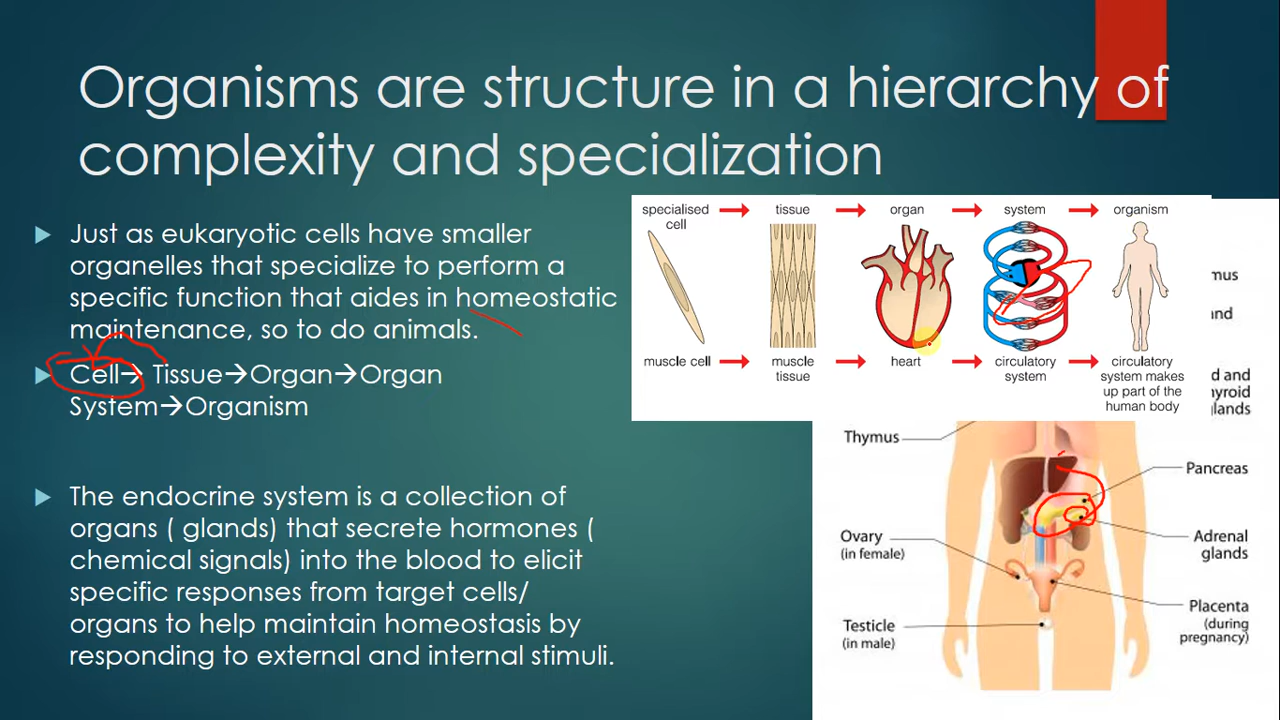 Organisms are structure in a hierarchy of
complexity and specialization
Just as eukaryotic cells have smaller
organelles that specialize to perform a
specific function that aides in homeostatic
maintenance, so to do animals.
Cell→ Tissue→Organ→Organ
System→Organism
The endocrine system is a collection of
organs ( glands) that secrete hormones (
chemical signals) into the blood to elicit
specific responses from target cells/
organs to help maintain homeostasis by
responding to external and internal stimuli.
specialised cell → tissue → organ → system → organism
muscle cell → muscle tissue → heart → circulatory system → circulatory system makes up part of the human body
mus
nd
d and
hyroid
lands
Thymus
Pancreas
Adrenal
glands
Ovary
(in female)
Placenta
(during
pregnancy)
Testicle
(in male)